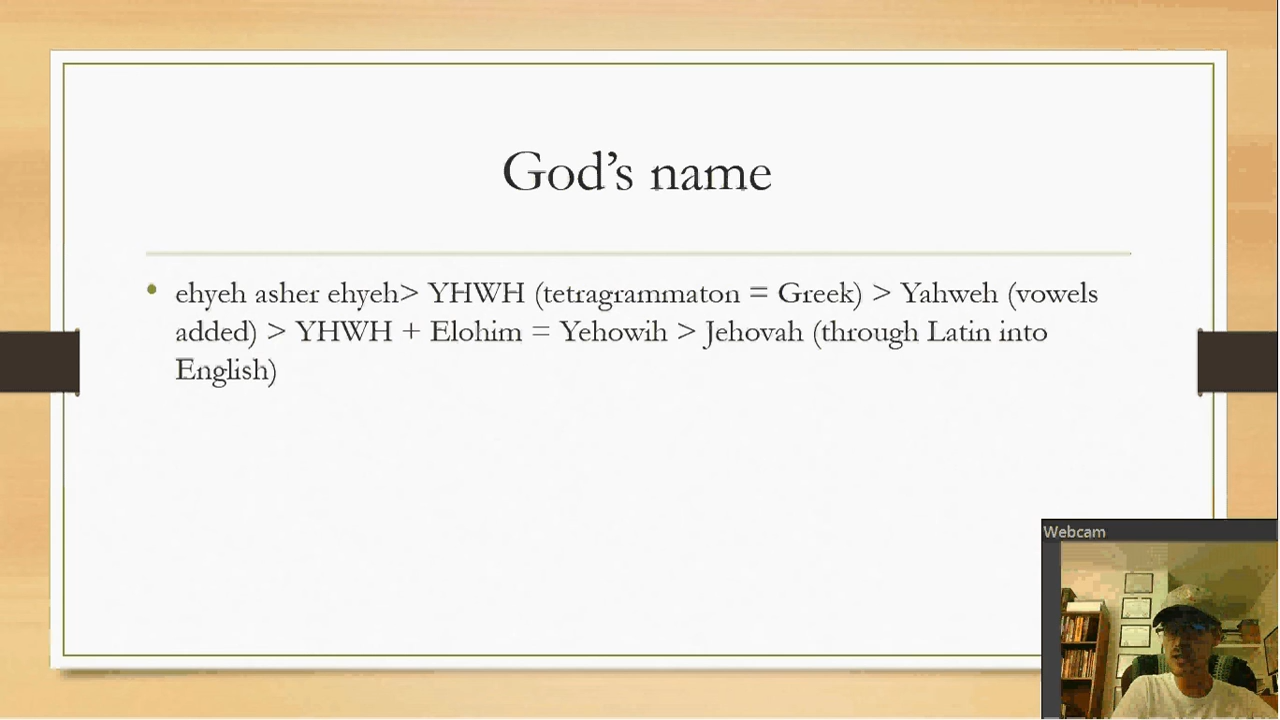 God’s name
• ehyeh asher ehyeh> YHWH (tetragrammaton = Greek) > Yahweh (vowels
added) > YHWH + Elohim = Yehowih > Jehovah (through Latin into
English)
Webcam